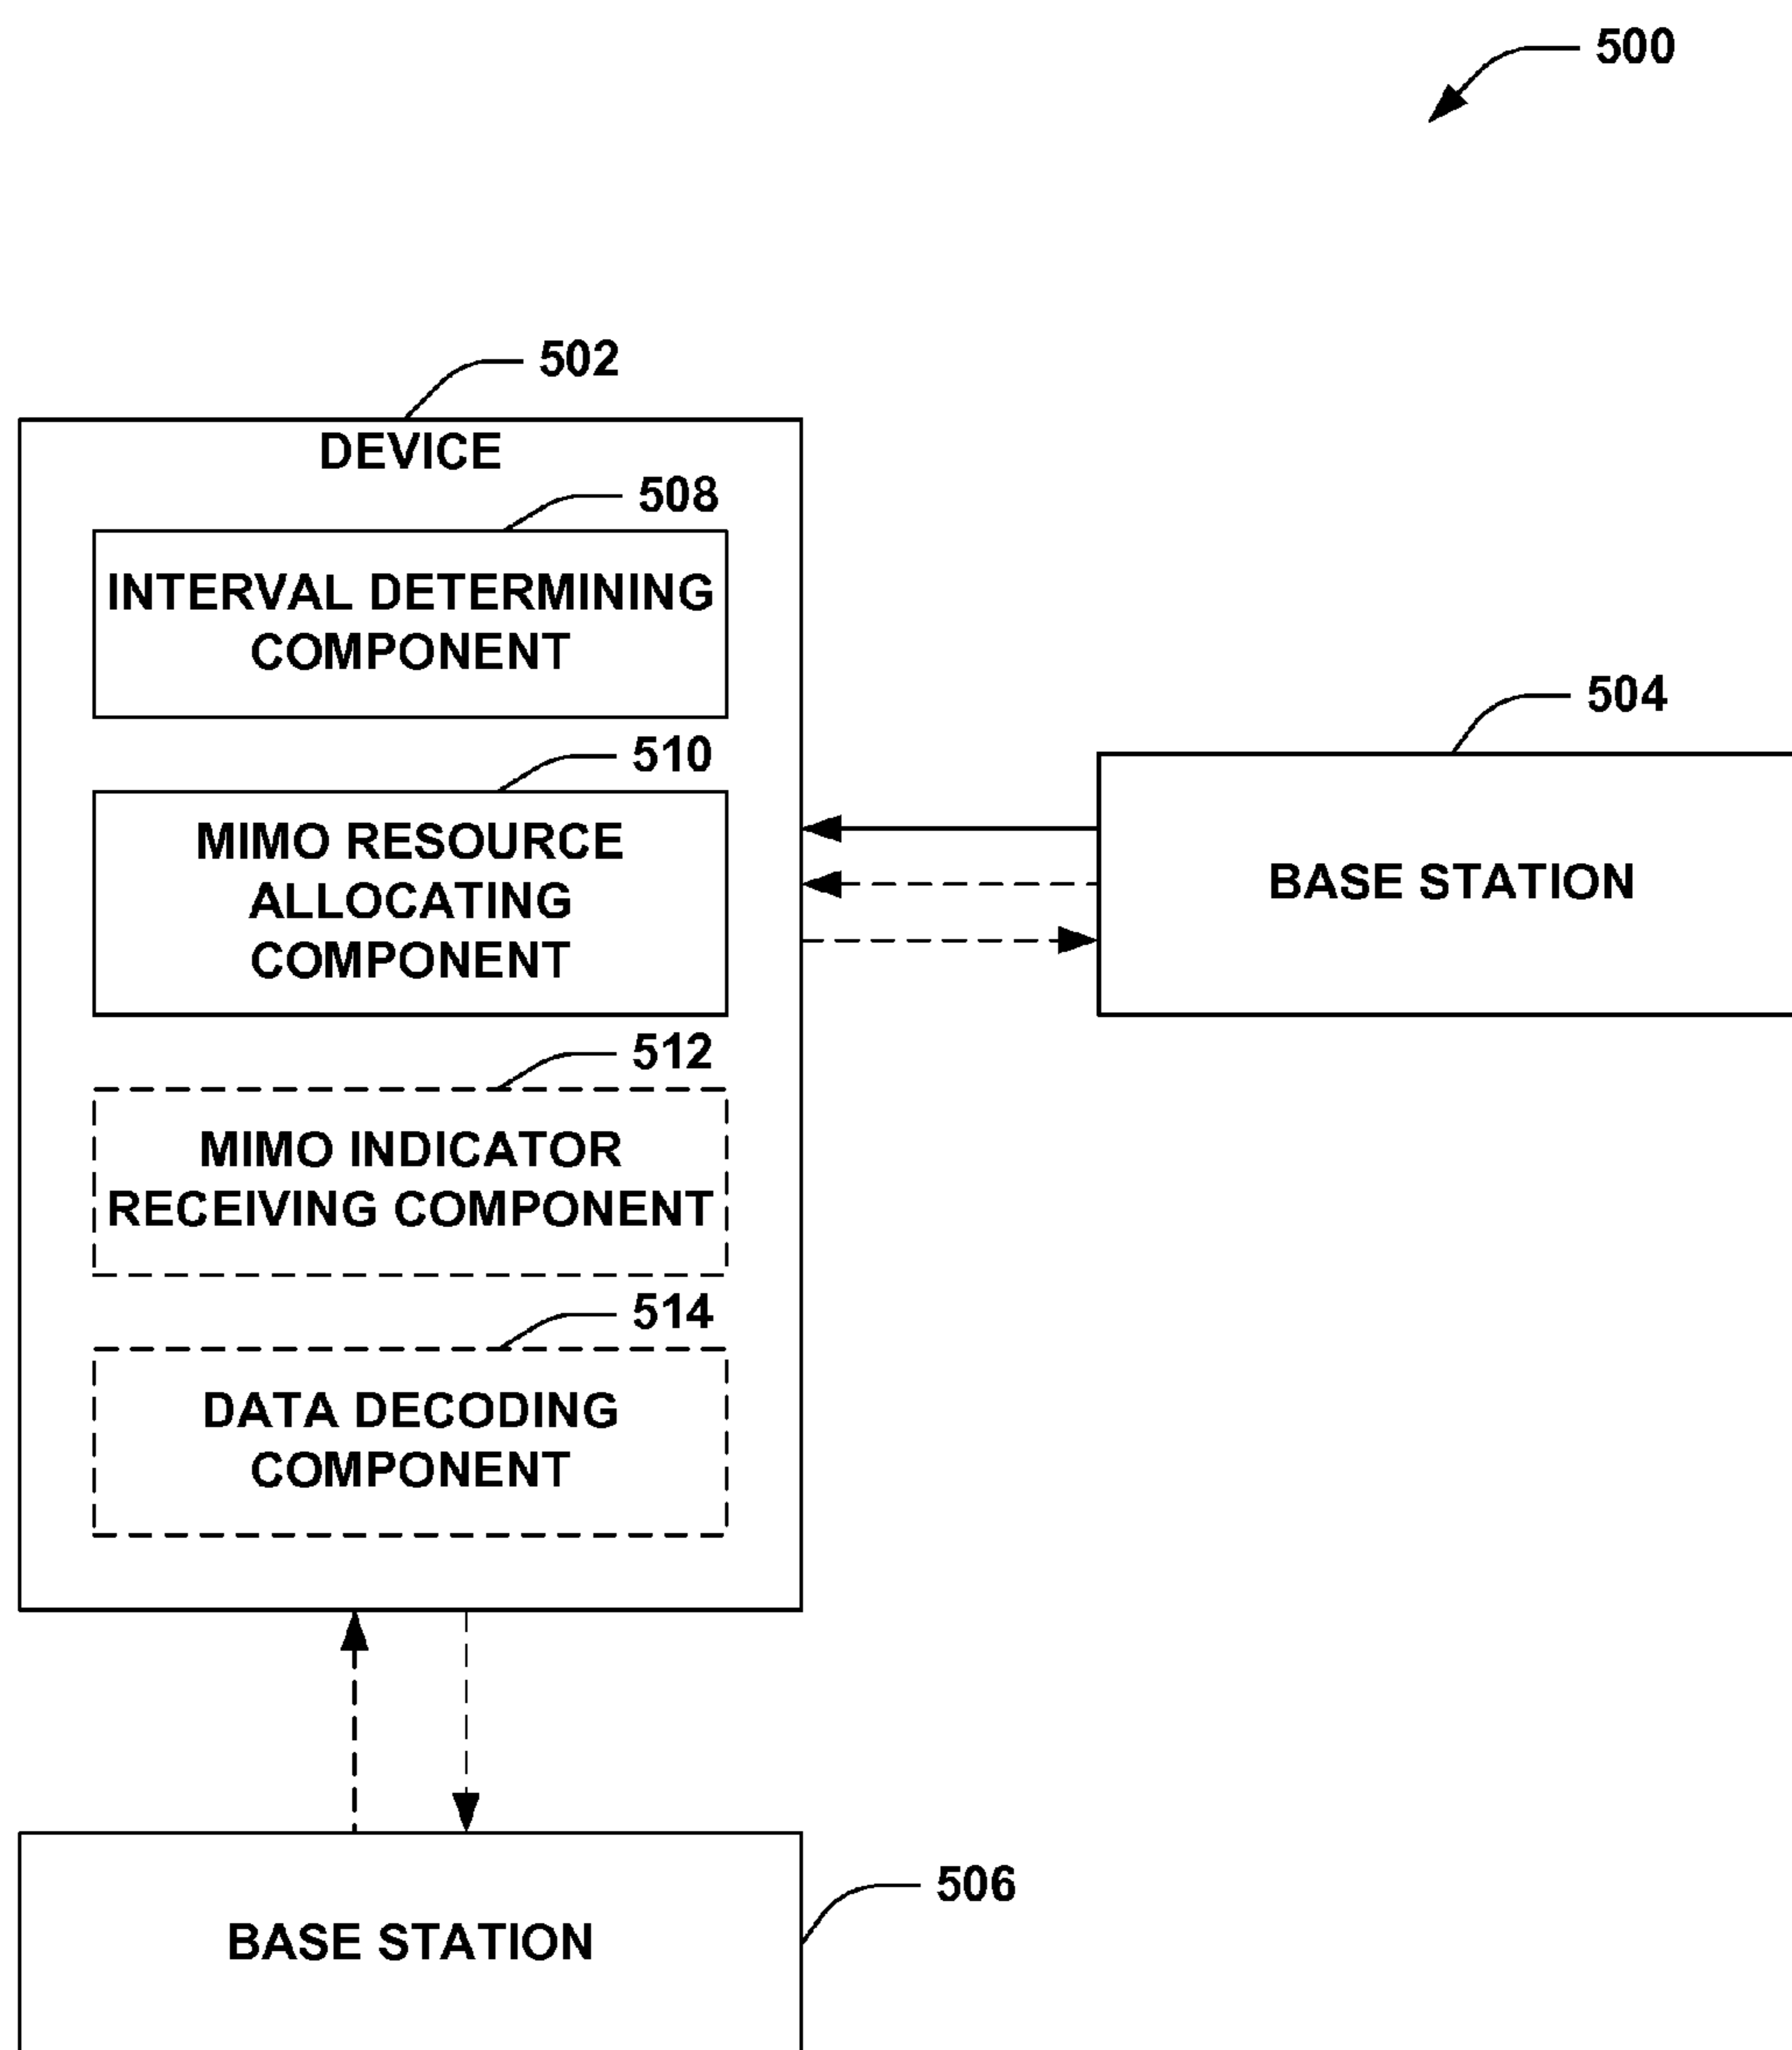 500
502
DEVICE
508
INTERVAL DETERMINING
COMPONENT
510
MIMO RESOURCE
ALLOCATING
COMPONENT
504
BASE STATION
512
MIMO INDICATOR
RECEIVING COMPONENT
514
DATA DECODING
COMPONENT
506
BASE STATION